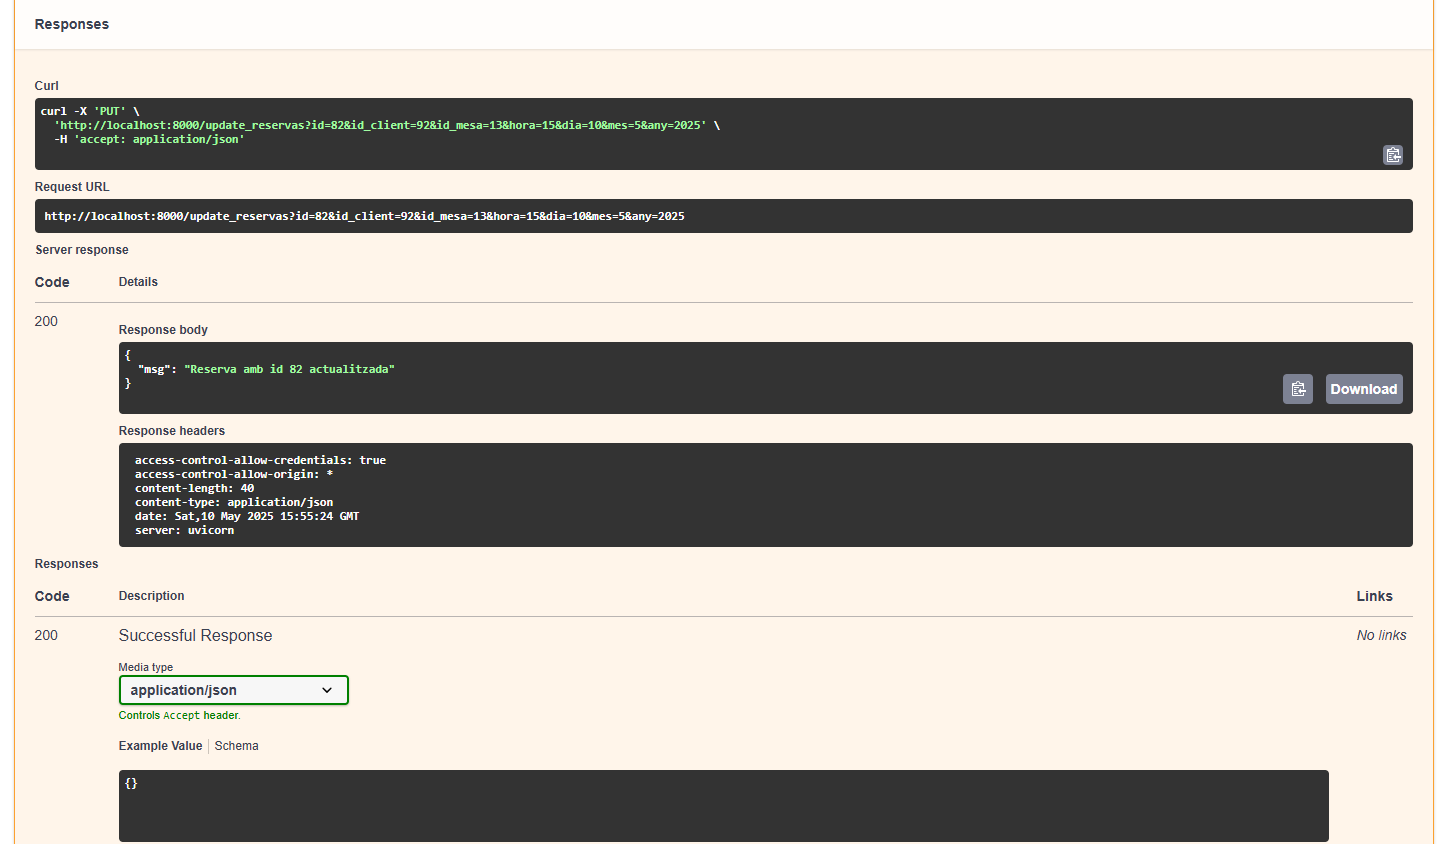 Responses
Curl
curl -X 'PUT' \
  'http://localhost:8000/update_reservas?id=82&id_client=92&id_mesa=13&hora=15&dia=10&mes=5&any=2025' \
  -H 'accept: application/json'
Request URL
http://localhost:8000/update_reservas?id=82&id_client=92&id_mesa=13&hora=15&dia=10&mes=5&any=2025
Server response
Code Details
200
Response body
{
  "msg": "Reserva amb id 82 actualitzada"
}
Download
Response headers
access-control-allow-credentials: true
access-control-allow-origin: *
content-length: 40
content-type: application/json
date: Sat,10 May 2025 15:55:24 GMT
server: uvicorn
Responses
Code Description Links
200 Successful Response No links
Media type
application/json
Controls Accept header.
Example Value Schema
{}